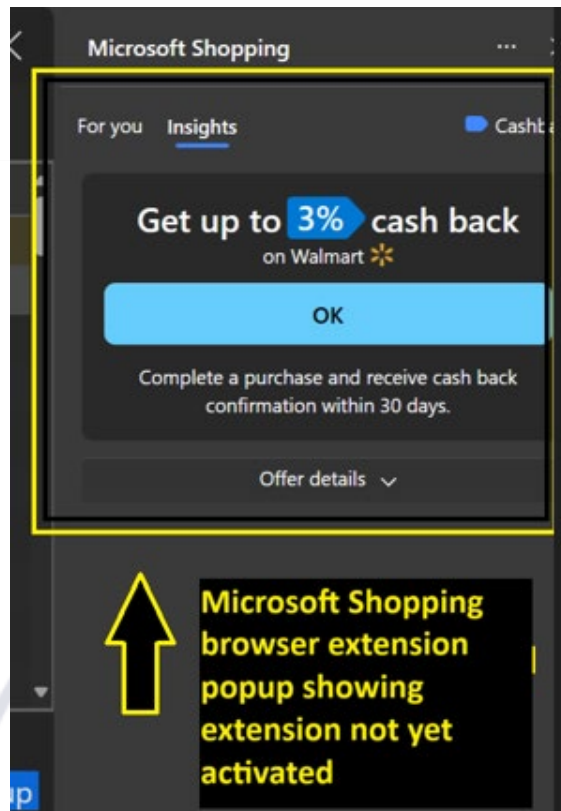 Microsoft Shopping
For you Insights
Get up to 3% cash back
on Walmart
OK
Complete a purchase and receive cash back
confirmation within 30 days.
Offer details
Microsoft Shopping
browser extension
popup showing
extension not yet
activated